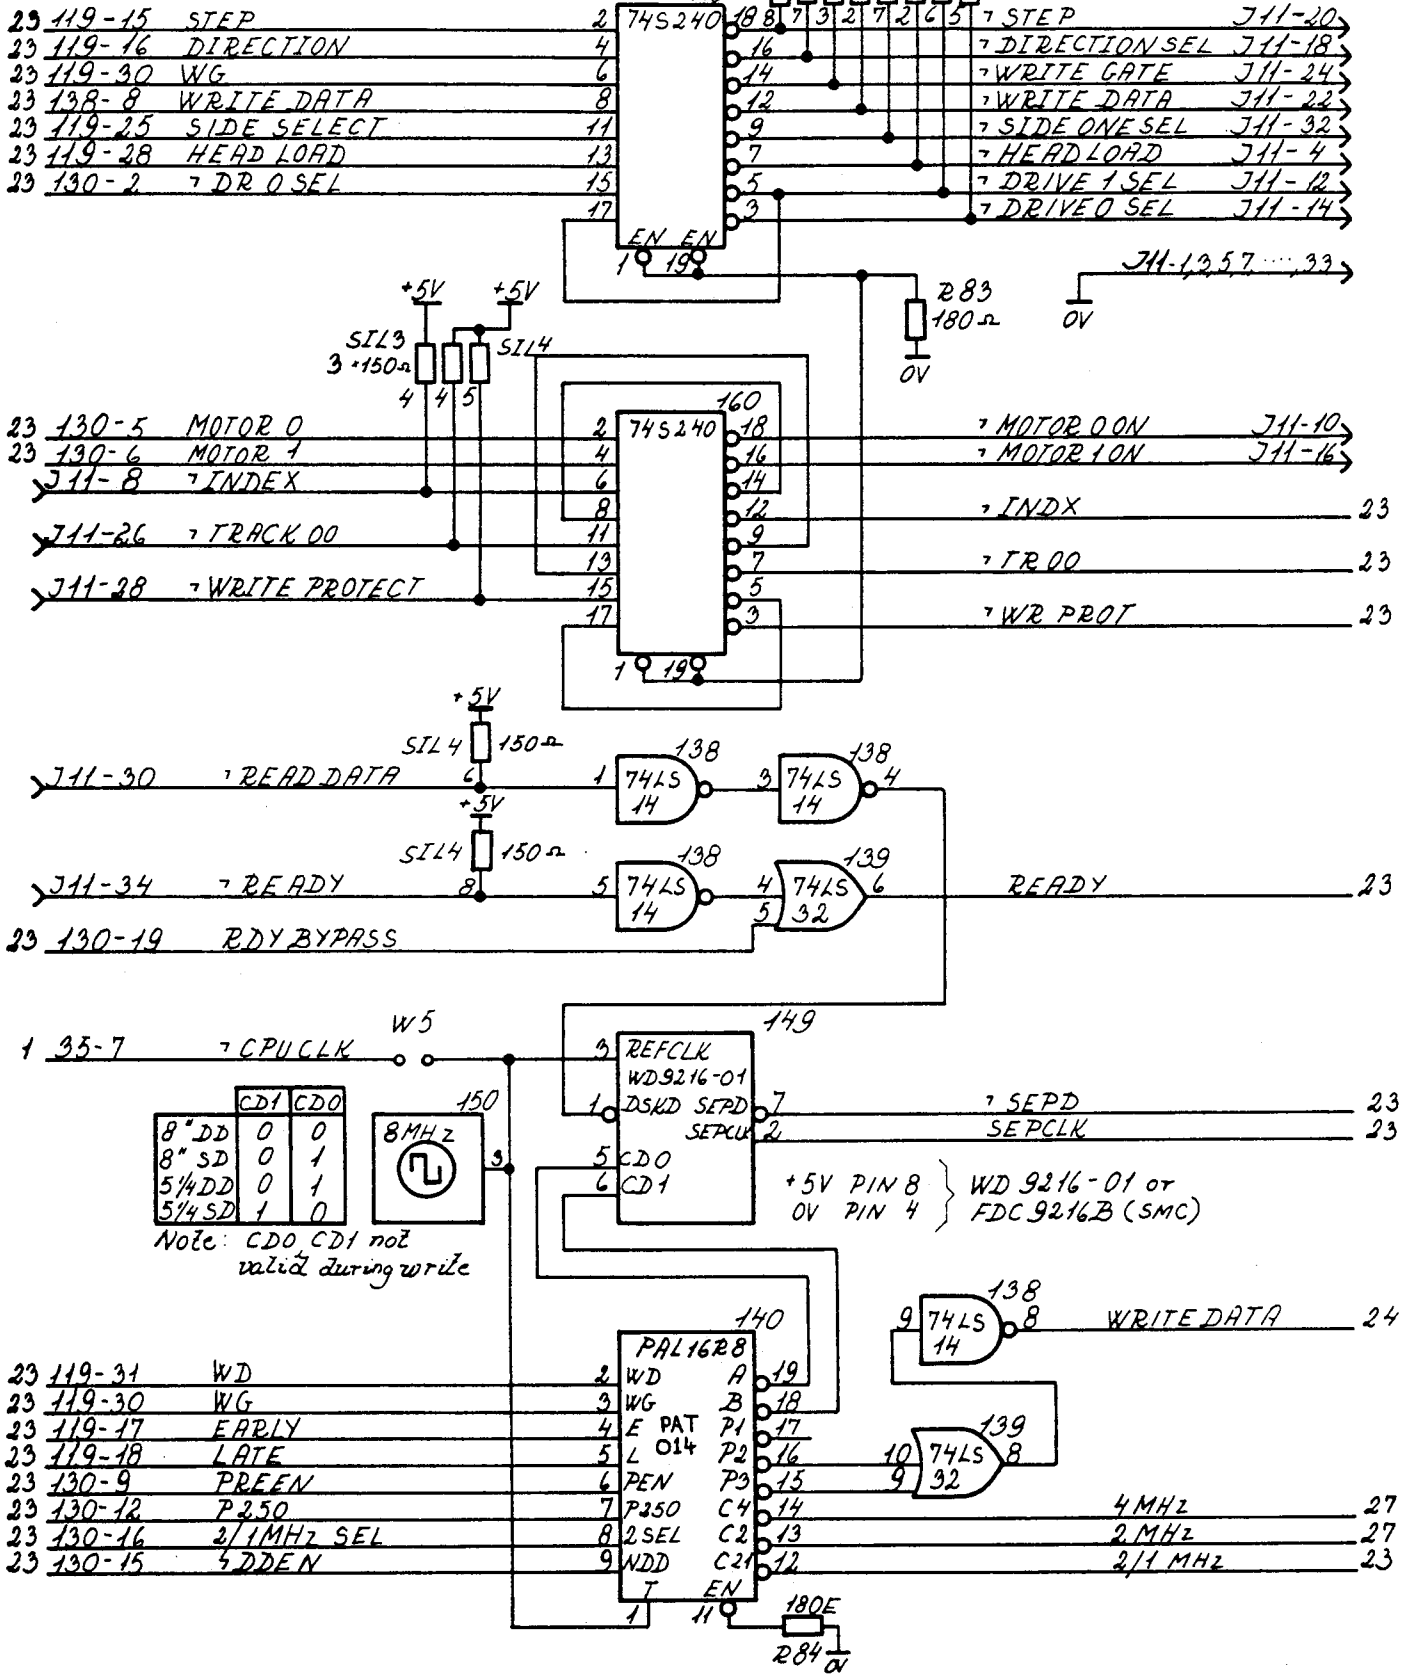 23 119-15 STEP 2 74S240 18 8 7 3 2 7 2 6 5 ¬ STEP J11-20
23 119-16 DIRECTION 4 16 ¬ DIRECTION SEL J11-18
23 119-30 WG 6 14 ¬ WRITE GATE J11-24
23 138-8 WRITE DATA 8 12 ¬ WRITE DATA J11-22
23 119-25 SIDE SELECT 11 9 ¬ SIDE ONE SEL J11-32
23 119-28 HEAD LOAD 13 7 ¬ HEAD LOAD J11-4
23 130-2 ¬ DR 0 SEL 15 5 ¬ DRIVE 1 SEL J11-12
17 3 ¬ DRIVE 0 SEL J11-14
EN EN
1 19 J11-1,3,5,7,....,33
+5V +5V R83
180Ω 0V
SIL3 SIL4
3*150Ω 0V
4 4 5 160
23 130-5 MOTOR 0 2 74S240 18 ¬ MOTOR 0 ON J11-10
23 130-6 MOTOR 1 4 16 ¬ MOTOR 1 ON J11-16
J11-8 ¬ INDEX 6 14
8 12 ¬ INDX 23
J11-26 ¬ TRACK 00 11 9
13 7 ¬ TR00 23
J11-28 ¬ WRITE PROTECT 15 5
17 3 ¬ WR PROT 23
1 19
+5V
SIL4 150Ω 138 138
J11-30 ¬ READ DATA 6 1 74LS 3 74LS 4
14 14
+5V
SIL4 150Ω 138 139
J11-34 ¬ READY 8 5 74LS 4 74LS 6 READY 23
14 5 32
23 130-19 RDY BYPASS
W5 149
1 35-7 ¬ CPUCLK 3 REFCLK
WD9216-01
CD1 CD0 150 1 DSKD SEPD 7 ¬ SEPD 23
8" DD 0 0 8MHz SEPCLK 2 SEPCLK 23
8" SD 0 1 3 5 CD0
5¼ DD 0 1 6 CD1 +5V PIN 8 } WD 9216-01 or
5¼ SD 1 0 0V PIN 4 FDC 9216B (SMC)
Note: CD0, CD1 not
valid during write
138
140 9 74LS 8 WRITE DATA 24
PAL16R8 14
23 119-31 WD 2 WD A 19
23 119-30 WG 3 WG B 18
23 119-17 EARLY 4 E PAT P1 17 139
23 119-18 LATE 5 L 014 P2 16 10 74LS 8
23 130-9 PREEN 6 PEN P3 15 9 32
23 130-12 P250 7 P250 C4 14 4 MHz 27
23 130-16 2/1MHz SEL 8 2SEL C2 13 2 MHz 27
23 130-15 ¬ DDEN 9 NDD C21 12 2/1 MHz 23
T EN
1 11 180E
R84 0V